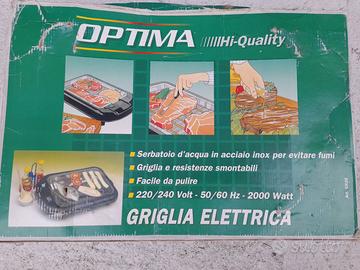 OPTIMA Hi-Quality
Serbatoio d'acqua in acciaio inox per evitare fumi
Griglia e resistenze smontabili
Facile da pulire
220/240 Volt - 50/60 Hz - 2000 Watt
GRIGLIA ELETTRICA